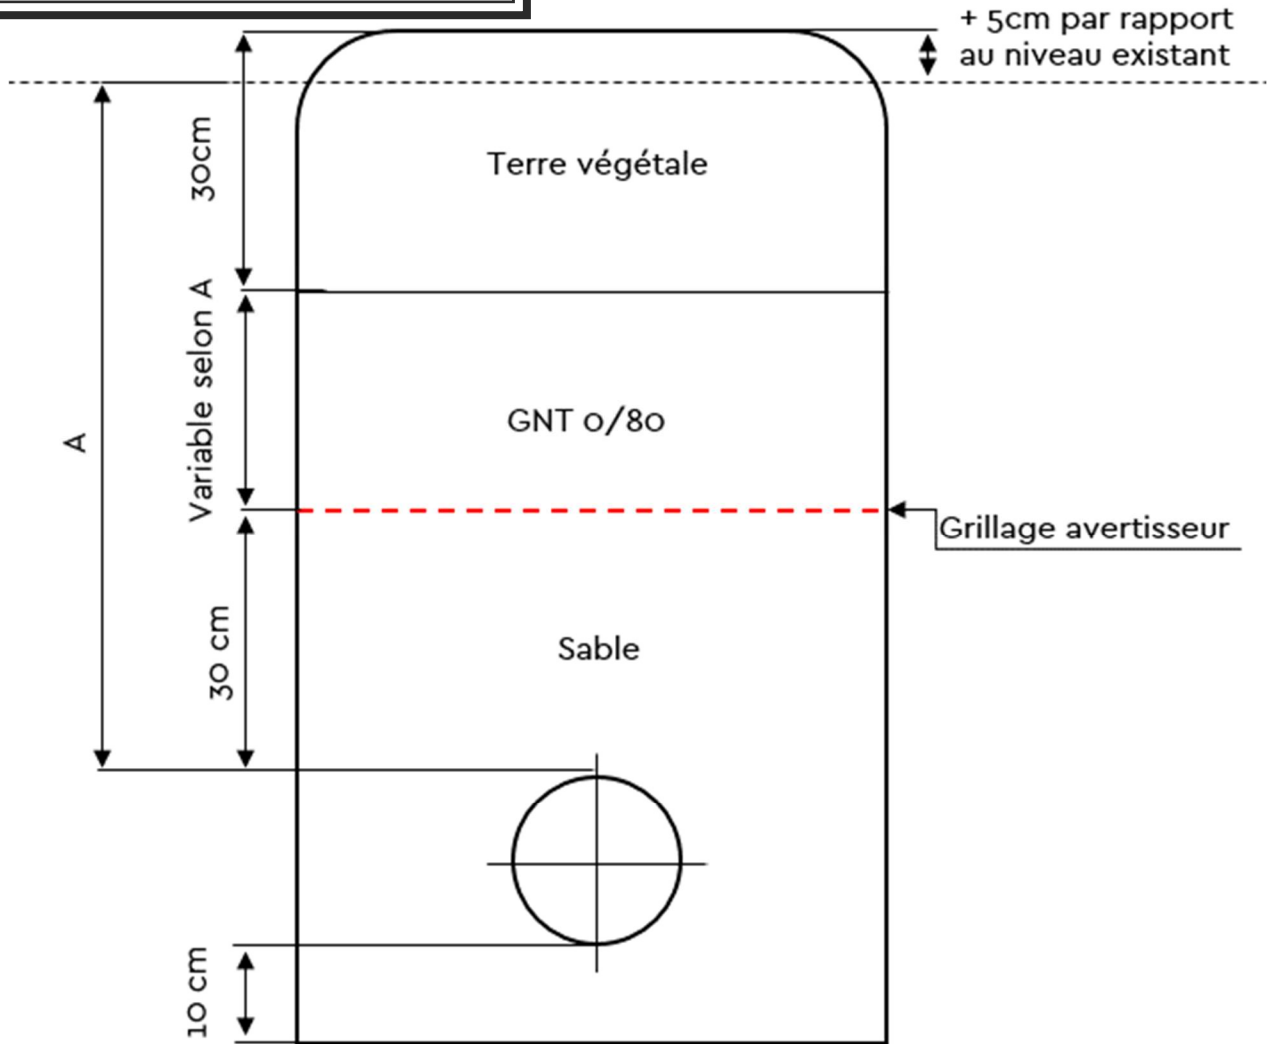 + 5cm par rapport
au niveau existant
30cm
Terre végétale
Variable selon A
GNT 0/80
A
Grillage avertisseur
30 cm
Sable
10 cm